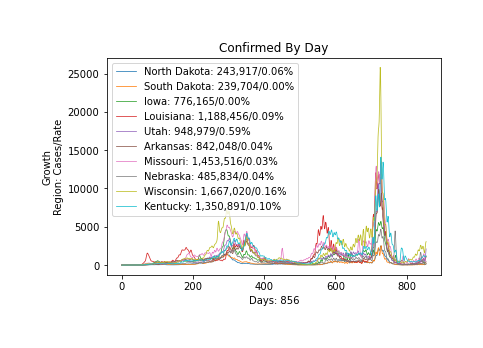 Confirmed By Day
North Dakota: 243,917/0.06%
South Dakota: 239,704/0.00%
Iowa: 776,165/0.00%
Louisiana: 1,188,456/0.09%
Utah: 948,979/0.59%
Arkansas: 842,048/0.04%
Missouri: 1,453,516/0.03%
Nebraska: 485,834/0.04%
Wisconsin: 1,667,020/0.16%
Kentucky: 1,350,891/0.10%
Growth
Region: Cases/Rate
25000
20000
15000
10000
5000
0
0 200 400 600 800
Days: 856